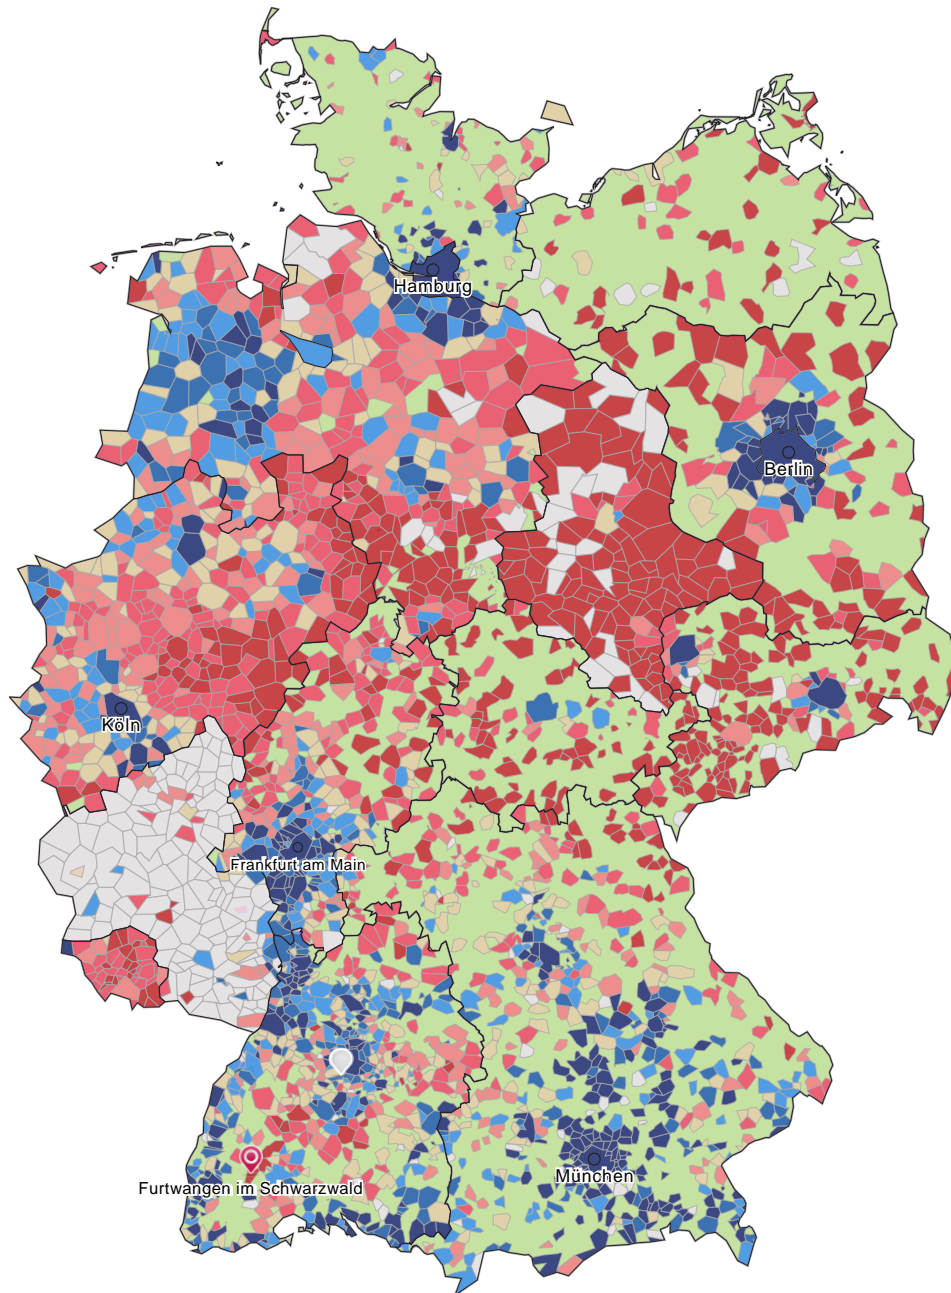 Hamburg
Berlin
Köln
Frankfurt am Main
München
Furtwangen im Schwarzwald